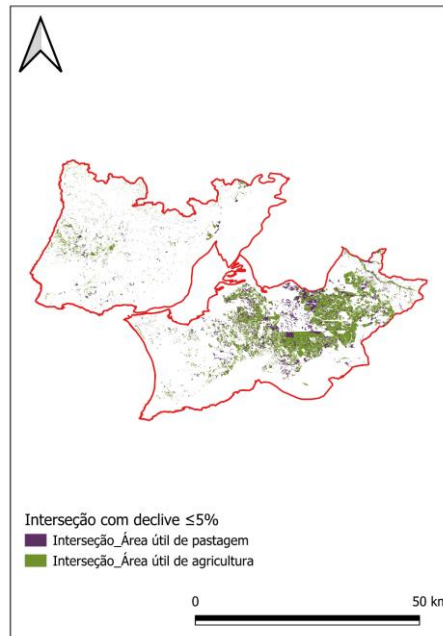 Interseção com declive ≤5%
Interseção_Área útil de pastagem
Interseção_Área útil de agricultura
0 50 km